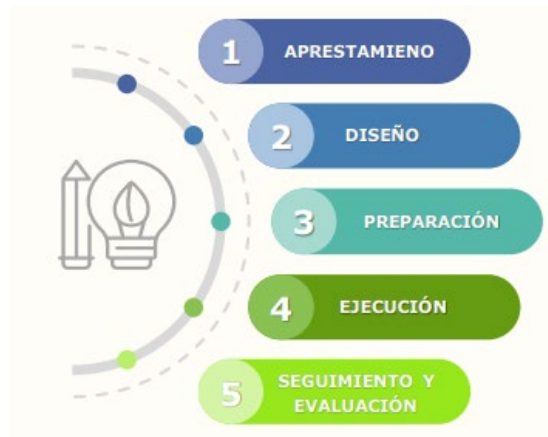 1 APRESTAMIENO
2 DISEÑO
3 PREPARACIÓN
4 EJECUCIÓN
5 SEGUIMIENTO Y
EVALUACIÓN